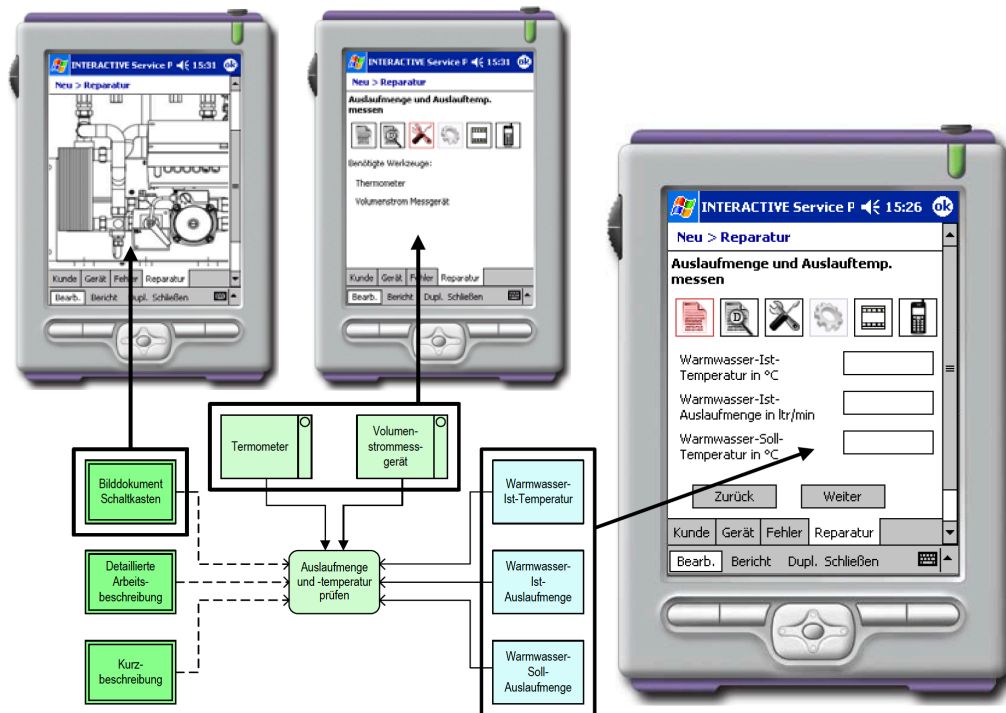 INTERACTIVE Service P 15:31 ok
Neu > Reparatur
Kunde Gerät Fehler Reparatur
Bearb. Bericht Dupl. Schließen
INTERACTIVE Service P 15:31 ok
Neu > Reparatur
Auslaufmenge und Auslauftemp.
messen
D
Benötigte Werkzeuge:
Thermometer
Volumenstrom Messgerät
Kunde Gerät Fehler Reparatur
Bearb. Bericht Dupl. Schließen
INTERACTIVE Service P 15:26 ok
Neu > Reparatur
Auslaufmenge und Auslauftemp.
messen
D
Warmwasser-Ist-
Temperatur in °C
Warmwasser-Ist-
Auslaufmenge in ltr/min
Warmwasser-Soll-
Temperatur in °C
Zurück Weiter
Kunde Gerät Fehler Reparatur
Bearb. Bericht Dupl. Schließen
Termometer
Volumen-
strommess-
gerät
Bilddokument
Schaltkasten
Detaillierte
Arbeits-
beschreibung
Kurz-
beschreibung
Auslaufmenge
und -temperatur
prüfen
Warmwasser-
Ist-Temperatur
Warmwasser-
Ist-
Auslaufmenge
Warmwasser-
Soll-
Auslaufmenge